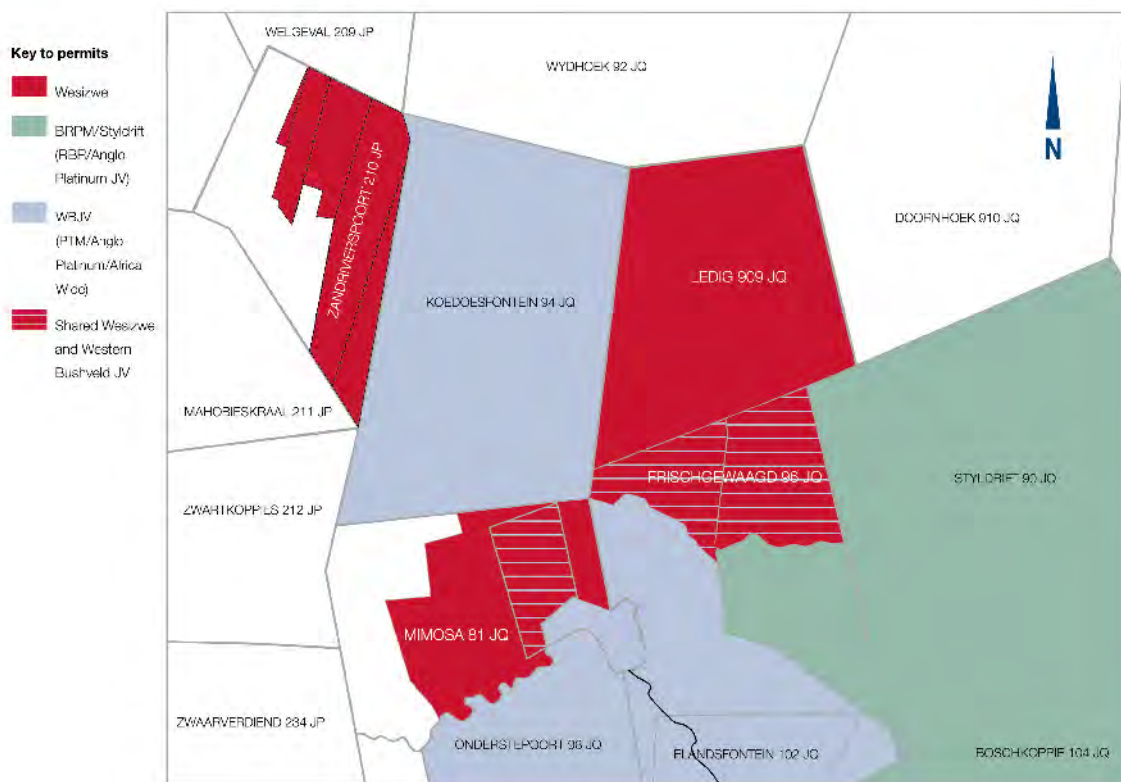 Key to permits
Wesizwe
BRPM/Styldrift
(RBR/Anglo
Platinum JV)
WBJV
(PTM/Anglo
Platinum/Africa
Wide)
Shared Wesizwe
and Western
Bushveld JV
WELGEVAL 209 JP
WYDHOEK 92 JQ
N
ZANDRIVIERSPOORT 210 JP
DOORNHOEK 910 JQ
LEDIG 909 JQ
KOEDOESFONTEIN 94 JQ
MAHOBIESKRAAL 211 JP
FRISCHGEWAAGD 96 JQ
STYLDRIFT 90 JQ
ZWARTKOPPIES 212 JP
MIMOSA 81 JQ
ZWAARVERDIEND 234 JP
ONDERSTEPOORT 98 JQ
ELANDSFONTEIN 102 JQ
BOSCHKOPPIE 104 JQ